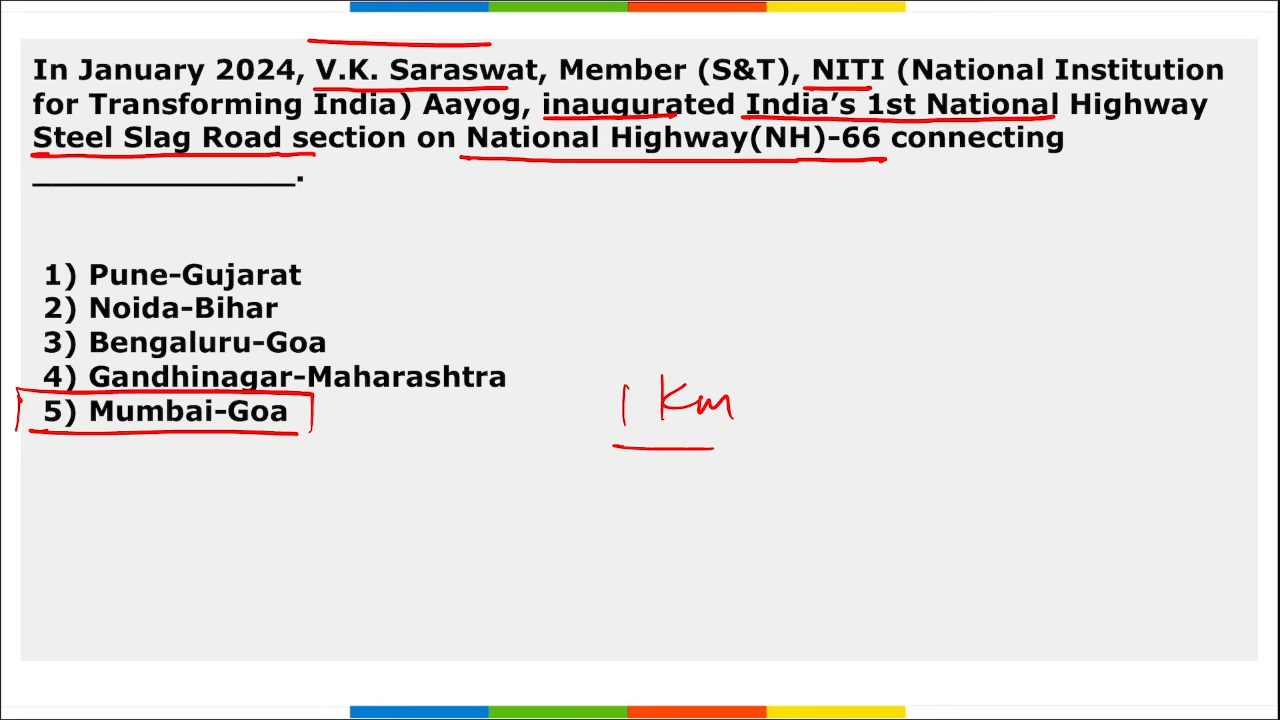 In January 2024, V.K. Saraswat, Member (S&T), NITI (National Institution
for Transforming India) Aayog, inaugurated India’s 1st National Highway
Steel Slag Road section on National Highway(NH)-66 connecting
_______________.
1) Pune-Gujarat
2) Noida-Bihar
3) Bengaluru-Goa
4) Gandhinagar-Maharashtra
5) Mumbai-Goa
1 Km